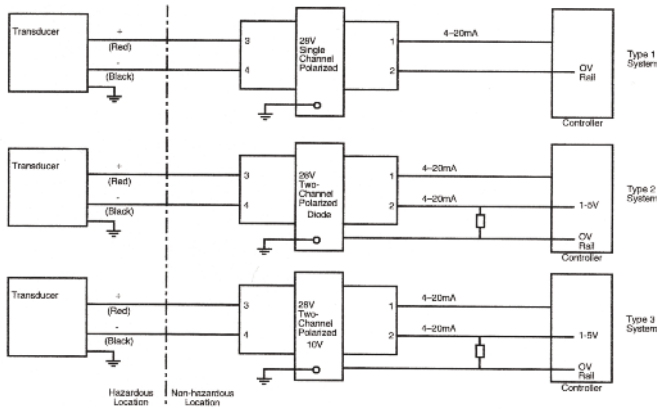 Transducer
+
(Red)
-
(Black)
3
4
28V
Single
Channel
Polarized
1
2
4–20mA
OV
Rail
Controller
Type 1
System
Transducer
+
(Red)
-
(Black)
3
4
28V
Two-
Channel
Polarized
Diode
1
2
4–20mA
4–20mA
1-5V
OV
Rail
Controller
Type 2
System
Transducer
+
(Red)
-
(Black)
3
4
28V
Two-
Channel
Polarized
10V
1
2
4–20mA
4–20mA
1-5V
OV
Rail
Controller
Type 3
System
Hazardous
Location
Non-hazardous
Location